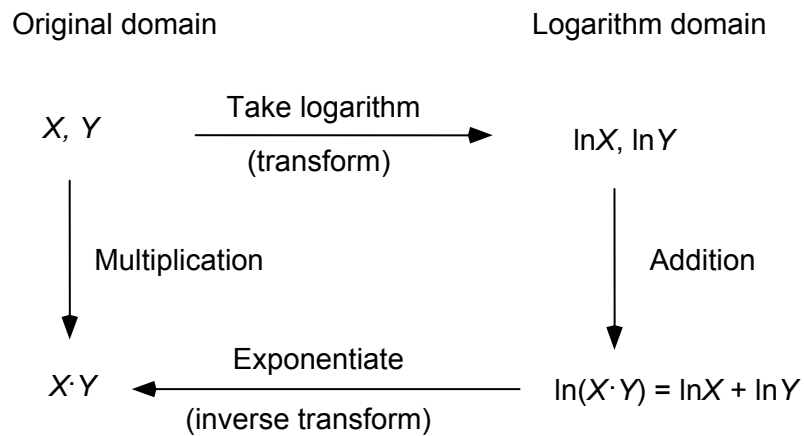 Original domain
Logarithm domain
X, Y
Take logarithm
(transform)
lnX, lnY
Multiplication
Addition
X·Y
Exponentiate
(inverse transform)
ln(X·Y) = lnX + lnY